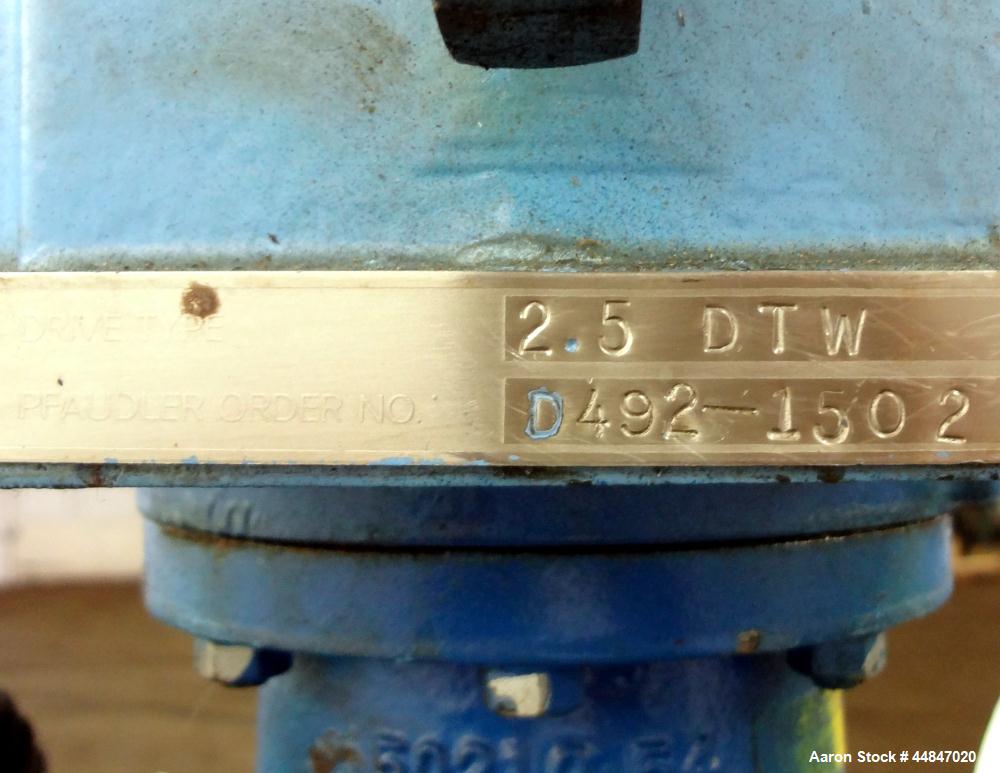 DRIVE TYPE 2.5 DTW
PFAUDLER ORDER NO. D492-1502
Aaron Stock # 44847020